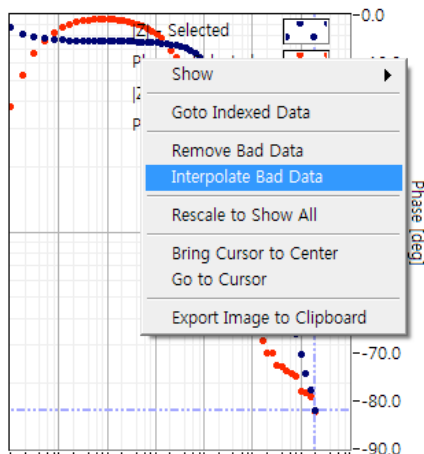 |Z| - Selected
-0.0
P
Show
|Z
Goto Indexed Data
P
Remove Bad Data
Interpolate Bad Data
Rescale to Show All
Phase [deg]
Bring Cursor to Center
Go to Cursor
Export Image to Clipboard
-70.0
-80.0
-90.0